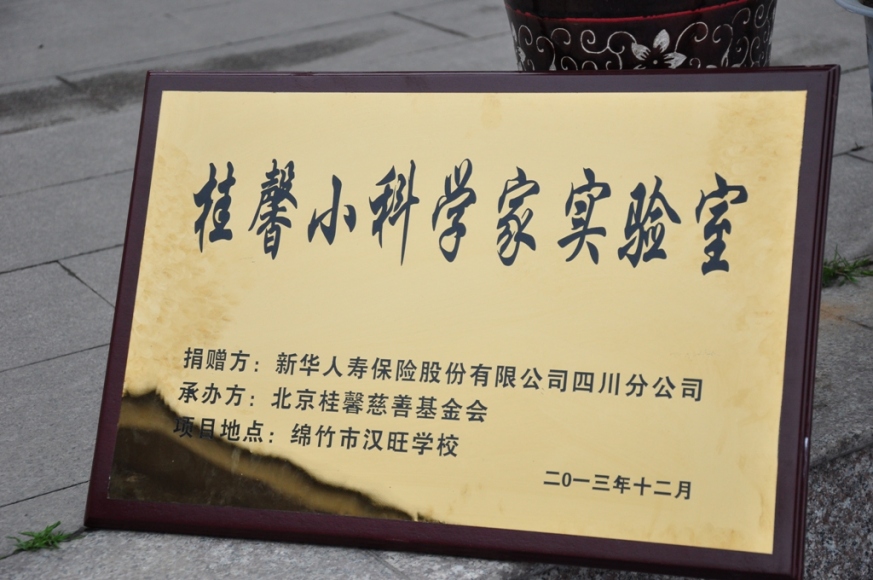 桂馨小科学家实验室
捐赠方：新华人寿保险股份有限公司四川分公司
承办方：北京桂馨慈善基金会
项目地点：绵竹市汉旺学校
二0一三年十二月